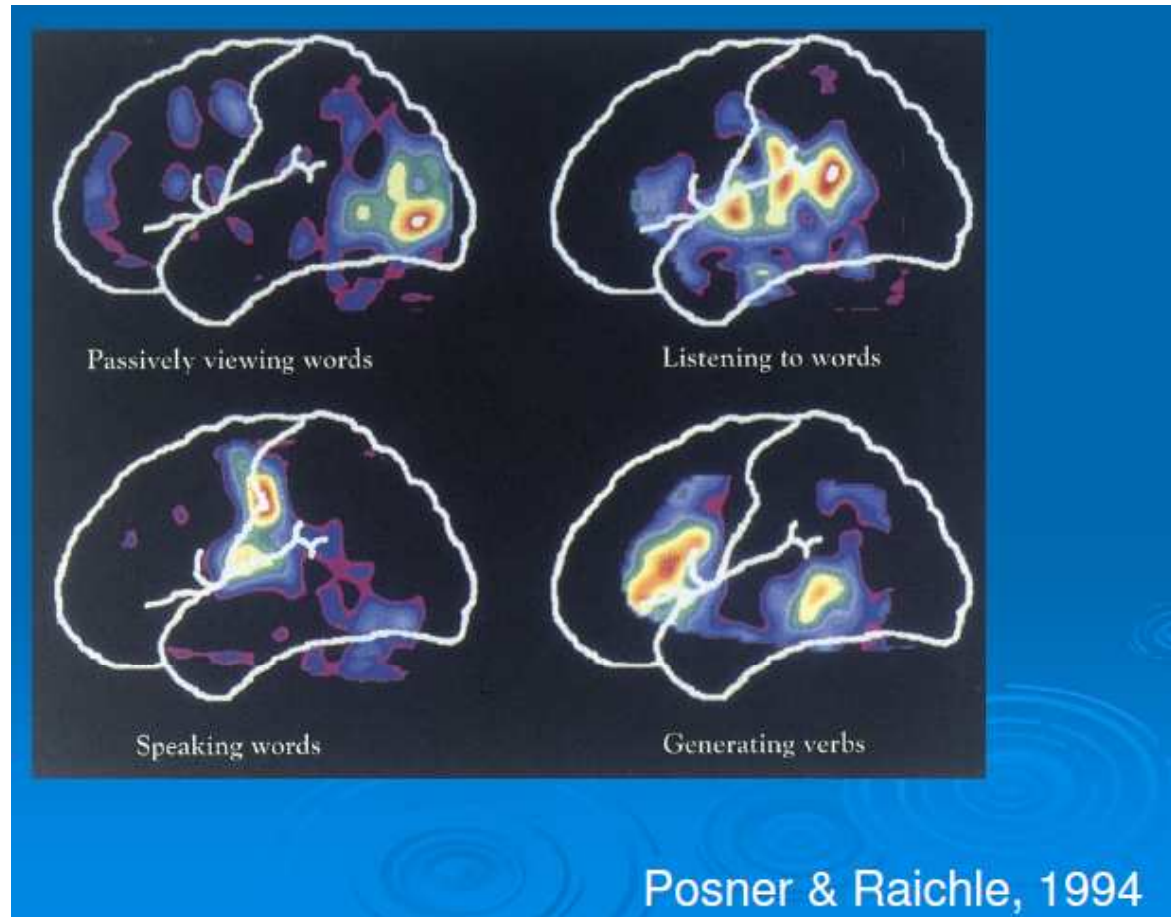 Passively viewing words
Listening to words
Speaking words
Generating verbs
Posner & Raichle, 1994